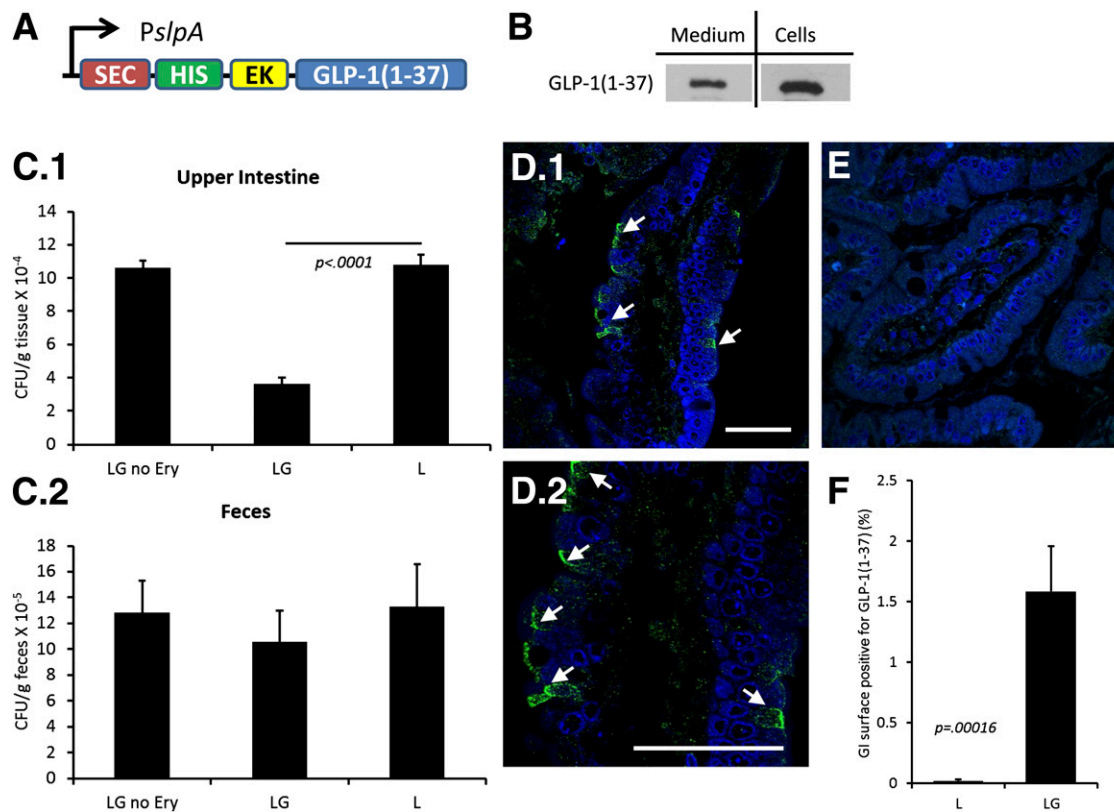 A
PslpA
SEC HIS EK GLP-1(1-37)
B
Medium Cells
GLP-1(1-37)
C.1
Upper Intestine
CFU/g tissue X 10-4
14
12
10
8
6
4
2
0
p<.0001
LG no Ery LG L
C.2
Feces
CFU/g feces X 10-5
18
16
14
12
10
8
6
4
2
0
LG no Ery LG L
D.1
D.2
E
F
GI surface positive for GLP-1(1-37) (%)
2.5
2
1.5
1
0.5
0
p=.00016
L LG